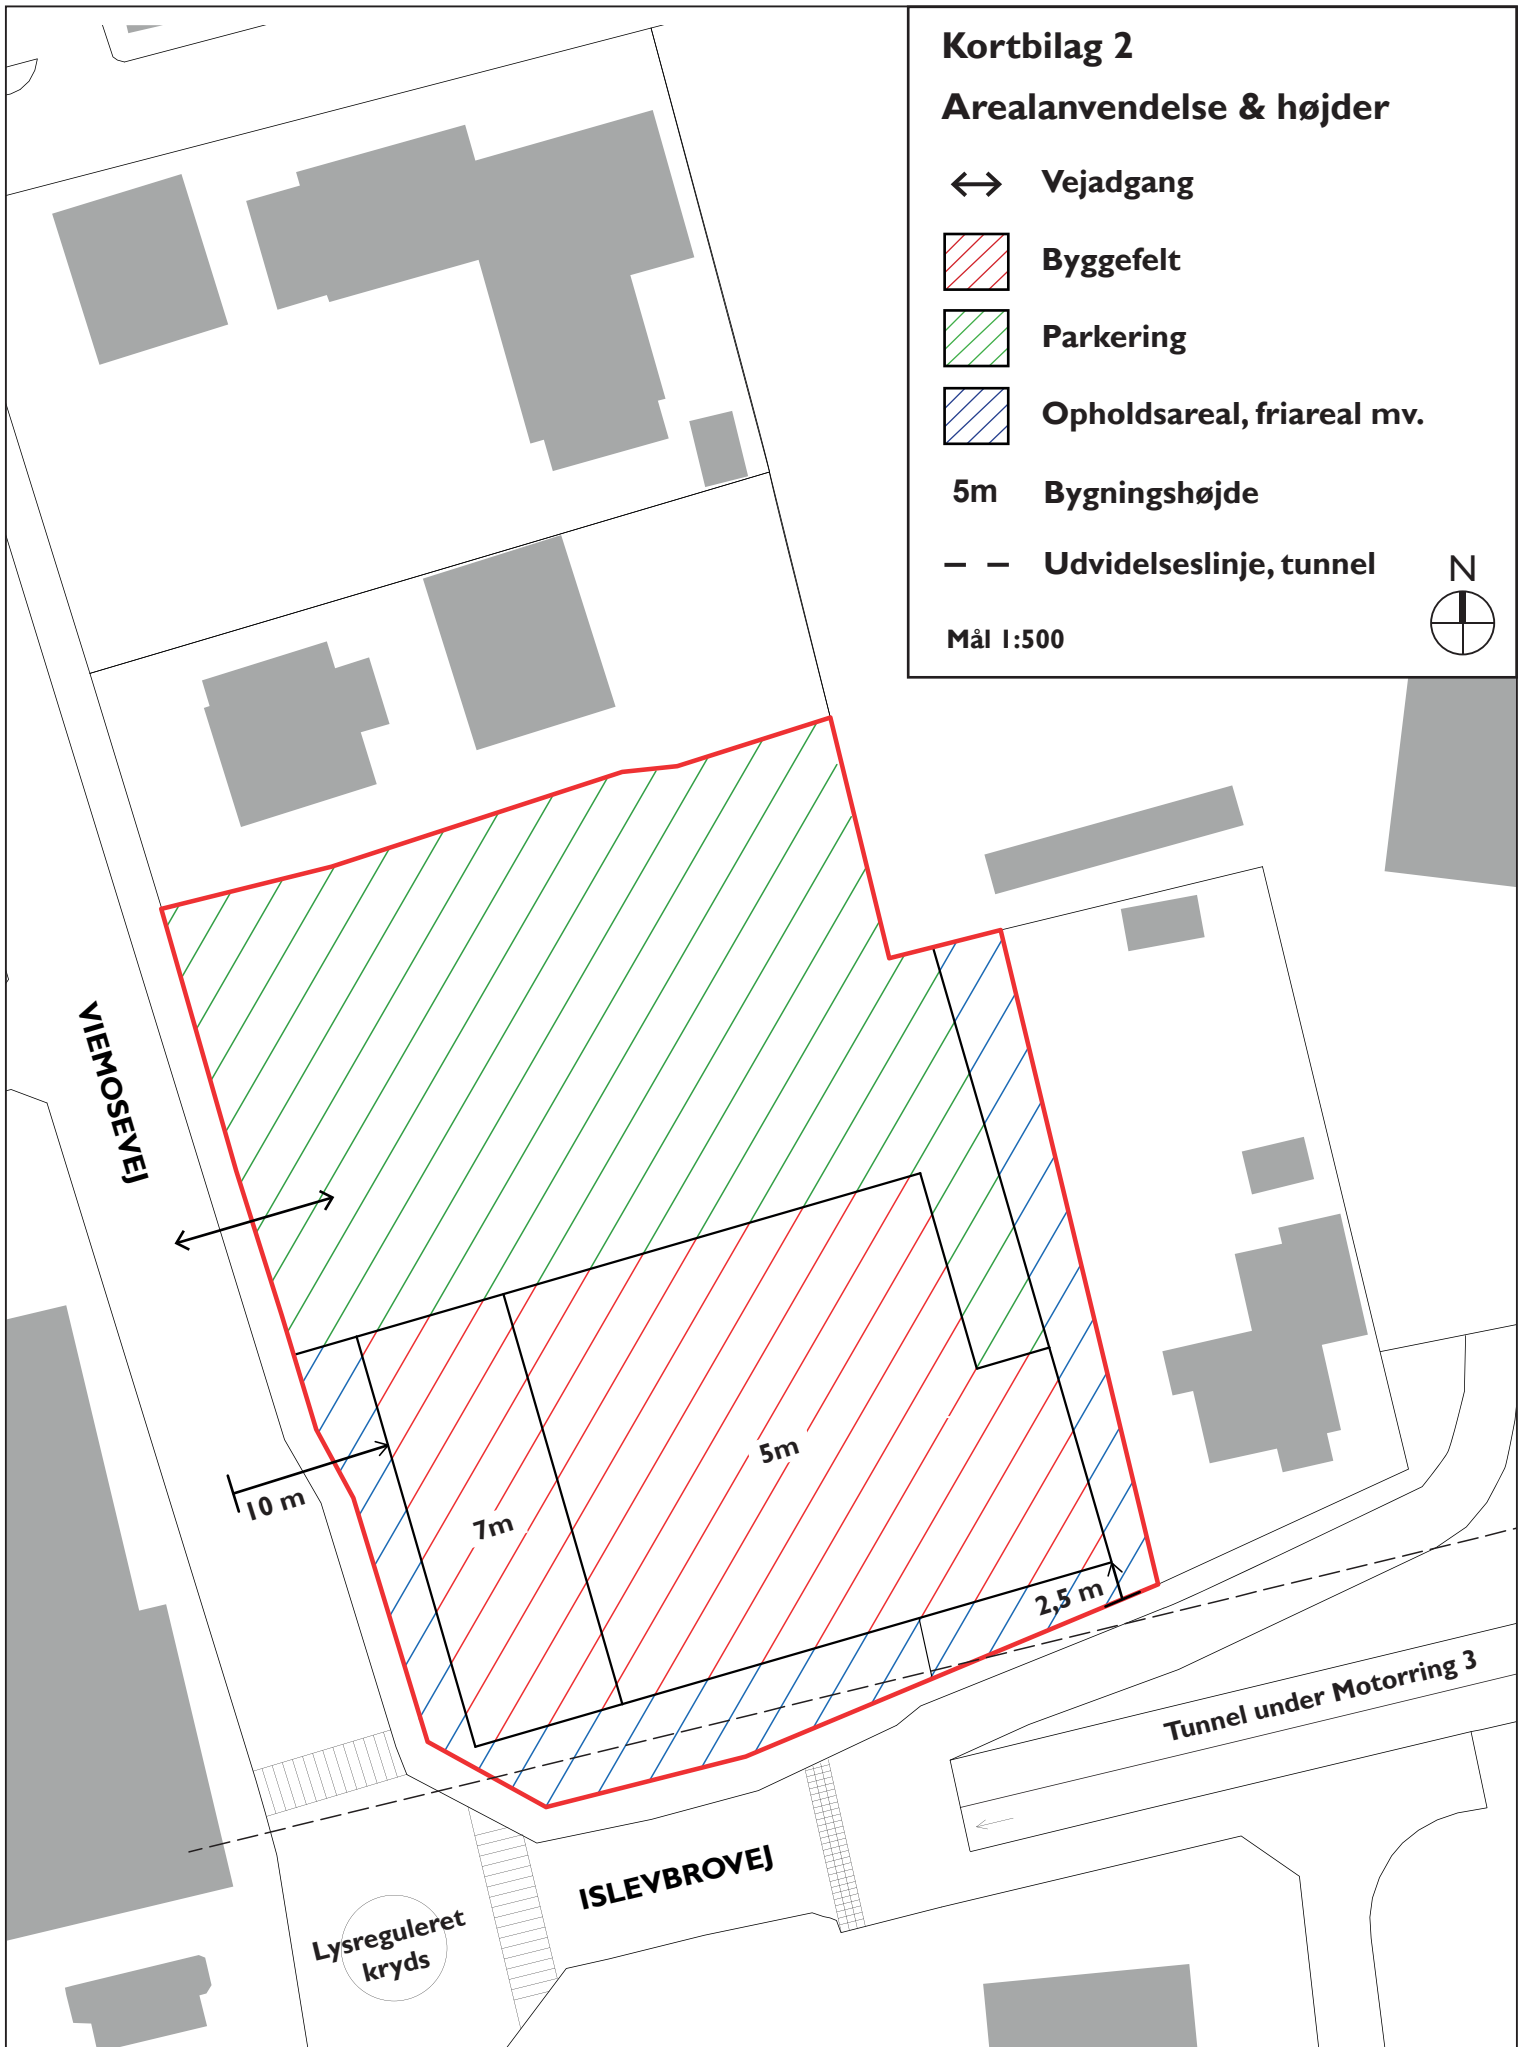 Kortbilag 2
Arealanvendelse & højder
Vejadgang
Byggefelt
Parkering
Opholdsareal, friareal mv.
5m Bygningshøjde
Udvidelseslinje, tunnel
N
Mål 1:500
VIEMOSEVEJ
5m
10 m
7m
2,5 m
Tunnel under Motorring 3
ISLEVBROVEJ
Lysreguleret
kryds